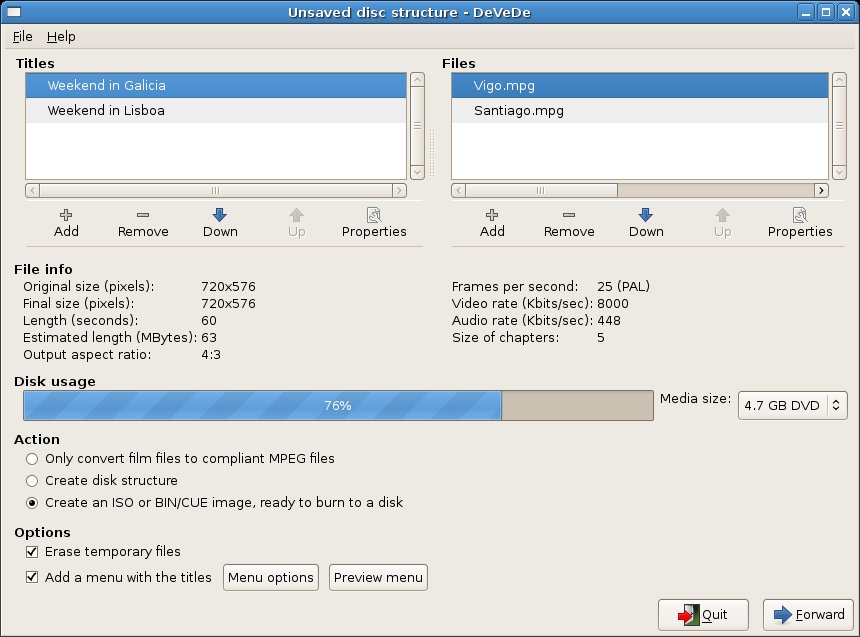 Unsaved disc structure - DeVeDe
File Help
Titles
Weekend in Galicia
Weekend in Lisboa
Add Remove Down Up Properties
Files
Vigo.mpg
Santiago.mpg
Add Remove Down Up Properties
File info
Original size (pixels): 720x576
Final size (pixels): 720x576
Length (seconds): 60
Estimated length (MBytes): 63
Output aspect ratio: 4:3
Frames per second: 25 (PAL)
Video rate (Kbits/sec): 8000
Audio rate (Kbits/sec): 448
Size of chapters: 5
Disk usage
76% Media size: 4.7 GB DVD
Action
Only convert film files to compliant MPEG files
Create disk structure
Create an ISO or BIN/CUE image, ready to burn to a disk
Options
Erase temporary files
Add a menu with the titles Menu options Preview menu
Quit Forward